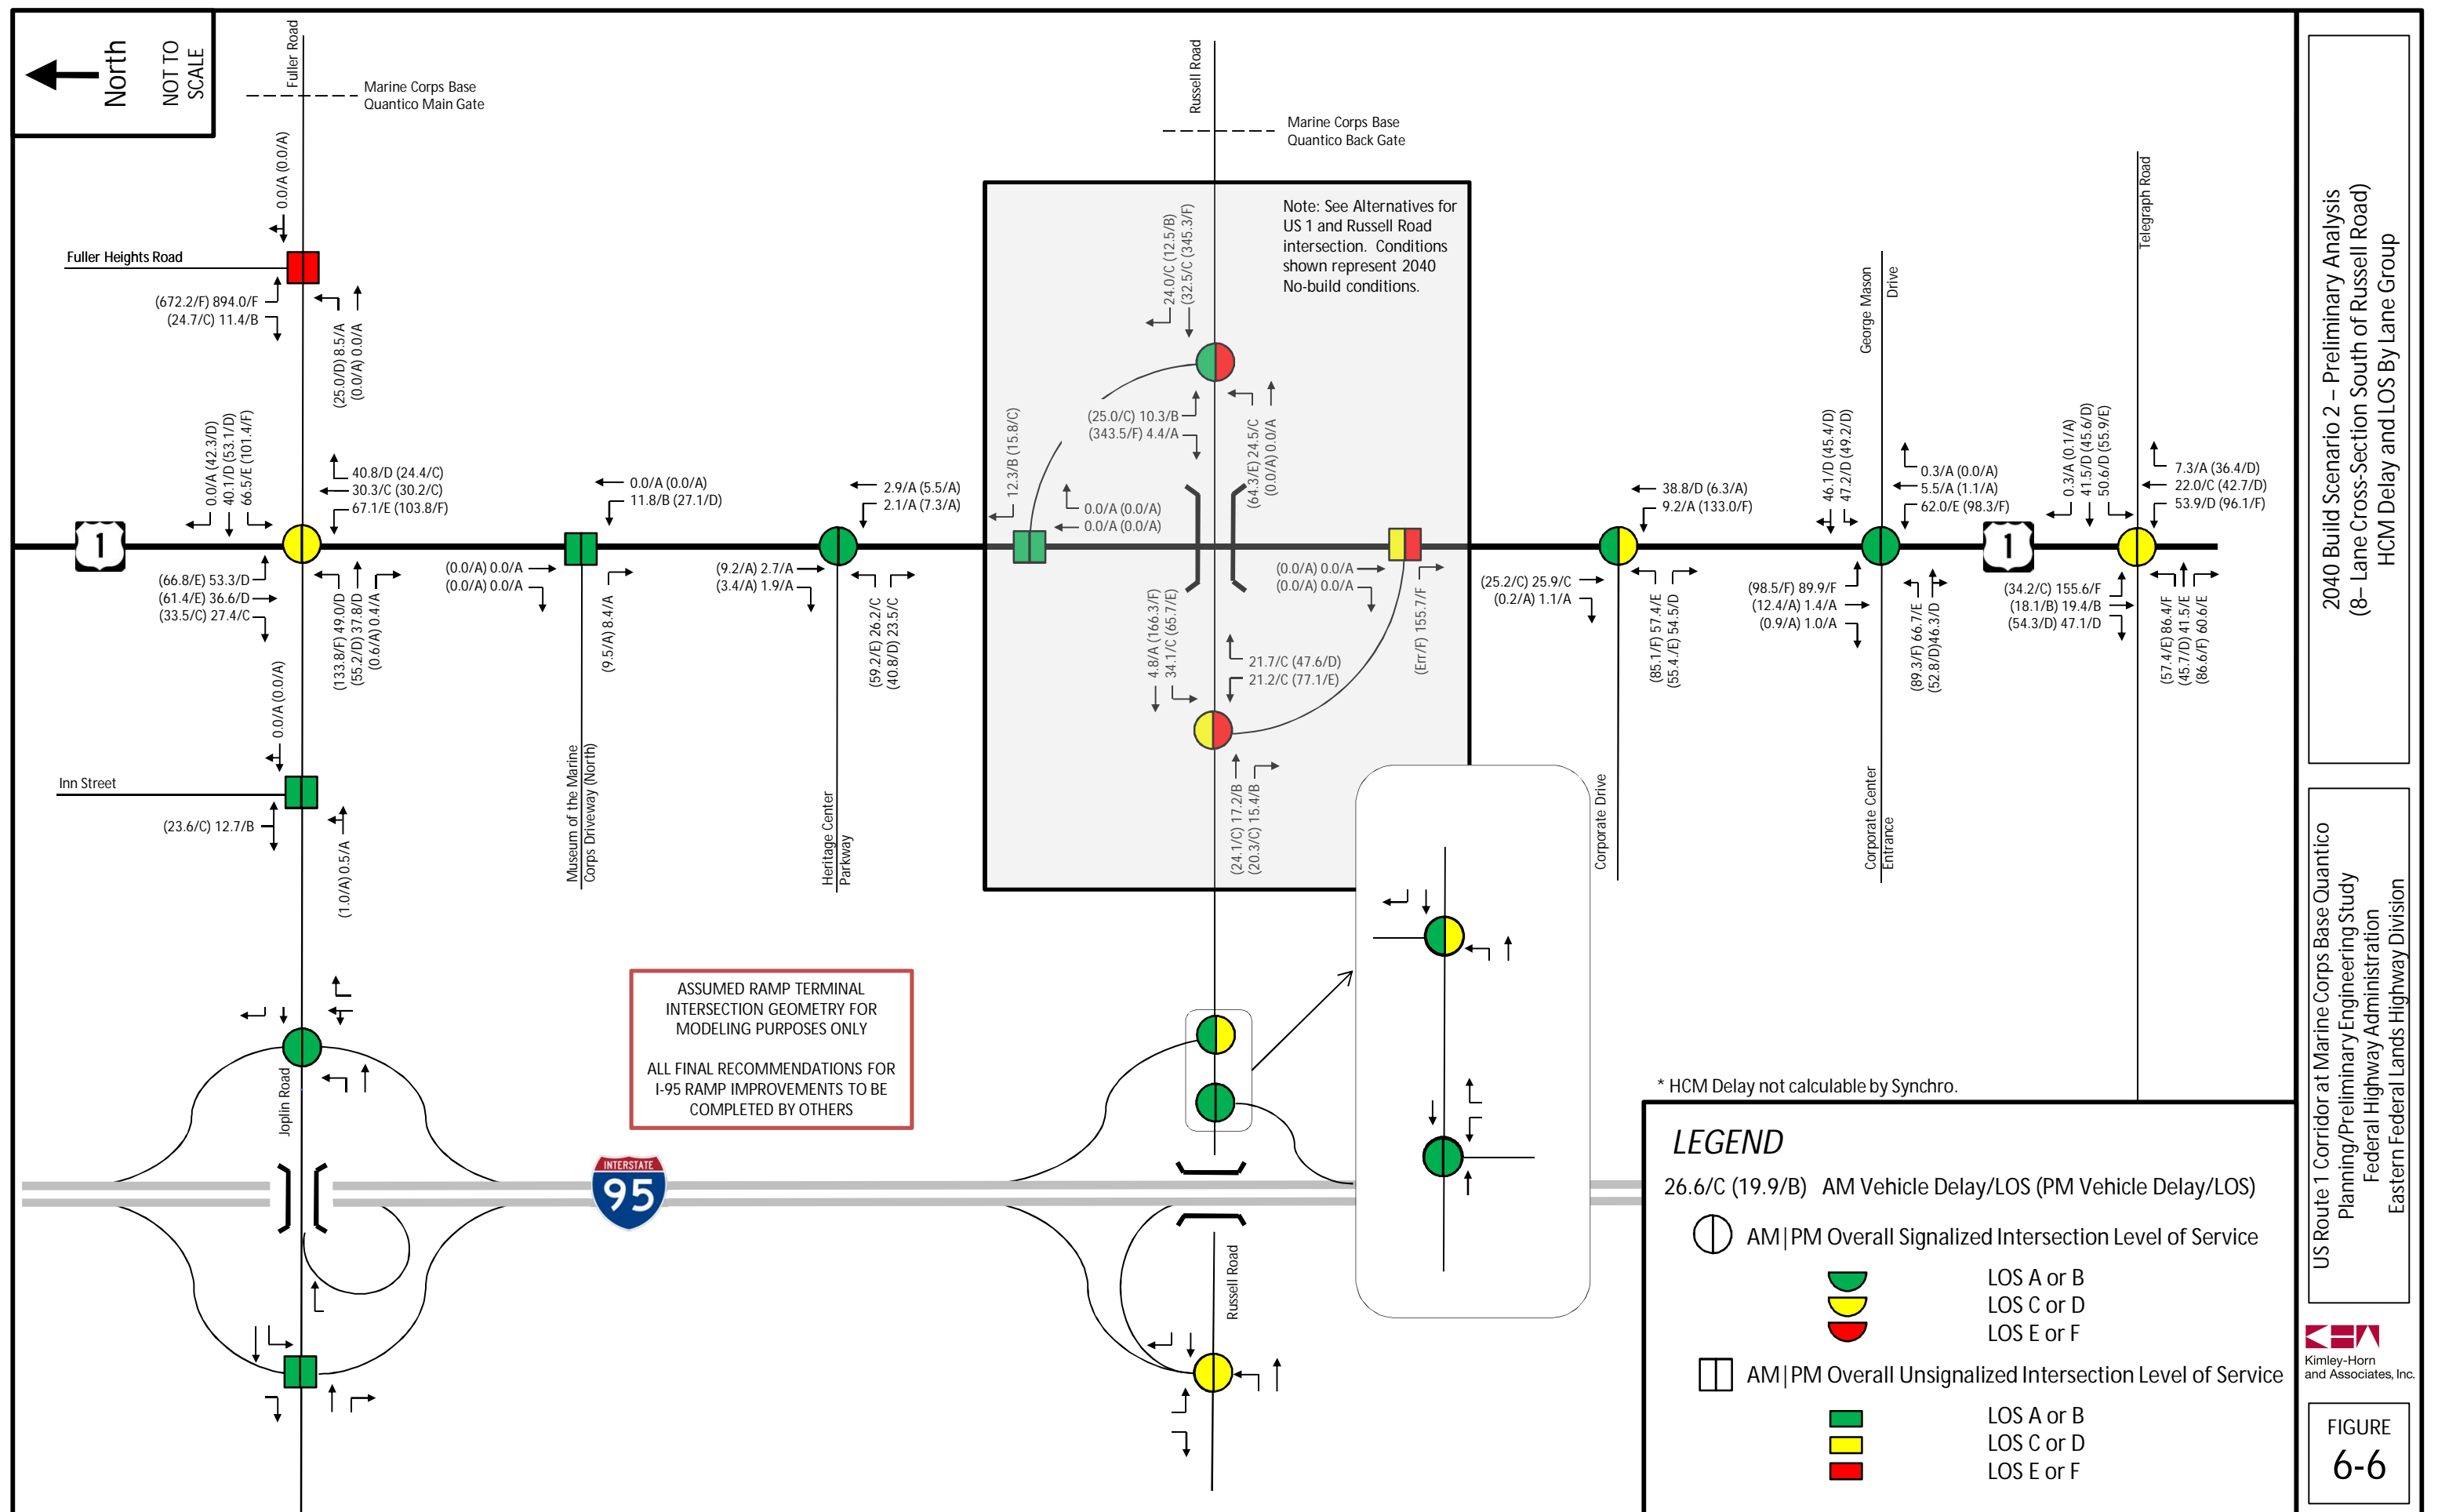 North
NOT TO
SCALE
Fuller Road
Marine Corps Base
Quantico Main Gate
0.0/A (0.0/A)
Fuller Heights Road
(672.2/F) 894.0/F
(24.7/C) 11.4/B
(25.0/D) 8.5/A
(0.0/A) 0.0/A
0.0/A (42.3/D)
40.1/D (53.1/D)
66.5/E (101.4/F)
40.8/D (24.4/C)
30.3/C (30.2/C)
67.1/E (103.8/F)
1
(66.8/E) 53.3/D
(61.4/E) 36.6/D
(33.5/C) 27.4/C
(133.8/F) 49.0/D
(55.2/D) 37.8/D
(0.6/A) 0.4/A
0.0/A (0.0/A)
11.8/B (27.1/D)
(0.0/A) 0.0/A
(0.0/A) 0.0/A
(9.5/A) 8.4/A
Museum of the Marine
Corps Driveway (North)
2.9/A (5.5/A)
2.1/A (7.3/A)
(9.2/A) 2.7/A
(3.4/A) 1.9/A
(59.2/E) 26.2/C
(40.8/D) 23.5/C
Heritage Center
Parkway
Russell Road
Marine Corps Base
Quantico Back Gate
Note: See Alternatives for
US 1 and Russell Road
intersection. Conditions
shown represent 2040
No-build conditions.
24.0/C (12.5/B)
(32.5/C (345.3/F)
(25.0/C) 10.3/B
(343.5/F) 4.4/A
(64.3/E) 24.5/C
(0.0/A) 0.0/A
12.3/B (15.8/C)
0.0/A (0.0/A)
0.0/A (0.0/A)
(0.0/A) 0.0/A
(0.0/A) 0.0/A
(Err/F) 155.7/F
4.8/A (166.3/F)
34.1/C (65.7/E)
21.7/C (47.6/D)
21.2/C (77.1/E)
(24.1/C) 17.2/B
(20.3/C) 15.4/B
38.8/D (6.3/A)
9.2/A (133.0/F)
(25.2/C) 25.9/C
(0.2/A) 1.1/A
(85.1/F) 57.4/E
(55.4./E) 54.5/D
Corporate Drive
George Mason
Drive
46.1/D (45.4/D)
47.2/D (49.2/D)
0.3/A (0.0/A)
5.5/A (1.1/A)
62.0/E (98.3/F)
(98.5/F) 89.9/F
(12.4/A) 1.4/A
(0.9/A) 1.0/A
(89.3/F) 66.7/E
(52.8/D)46.3/D
Corporate Center
Entrance
1
Telegraph Road
0.3/A (0.1/A)
41.5/D (45.6/D)
50.6/D (55.9/E)
7.3/A (36.4/D)
22.0/C (42.7/D)
53.9/D (96.1/F)
(34.2/C) 155.6/F
(18.1/B) 19.4/B
(54.3/D) 47.1/D
(57.4/E) 86.4/F
(45.7/D) 41.5/E
(86.6/F) 60.6/E
0.0/A (0.0/A)
Inn Street
(23.6/C) 12.7/B
(1.0/A) 0.5/A
Joplin Road
ASSUMED RAMP TERMINAL
INTERSECTION GEOMETRY FOR
MODELING PURPOSES ONLY
ALL FINAL RECOMMENDATIONS FOR
I-95 RAMP IMPROVEMENTS TO BE
COMPLETED BY OTHERS
INTERSTATE
95
Russell Road
* HCM Delay not calculable by Synchro.
LEGEND
26.6/C (19.9/B) AM Vehicle Delay/LOS (PM Vehicle Delay/LOS)
AM|PM Overall Signalized Intersection Level of Service
LOS A or B
LOS C or D
LOS E or F
AM|PM Overall Unsignalized Intersection Level of Service
LOS A or B
LOS C or D
LOS E or F
2040 Build Scenario 2 – Preliminary Analysis
(8– Lane Cross-Section South of Russell Road)
HCM Delay and LOS By Lane Group
US Route 1 Corridor at Marine Corps Base Quantico
Planning/Preliminary Engineering Study
Federal Highway Administration
Eastern Federal Lands Highway Division
Kimley-Horn
and Associates, Inc.
FIGURE
6-6